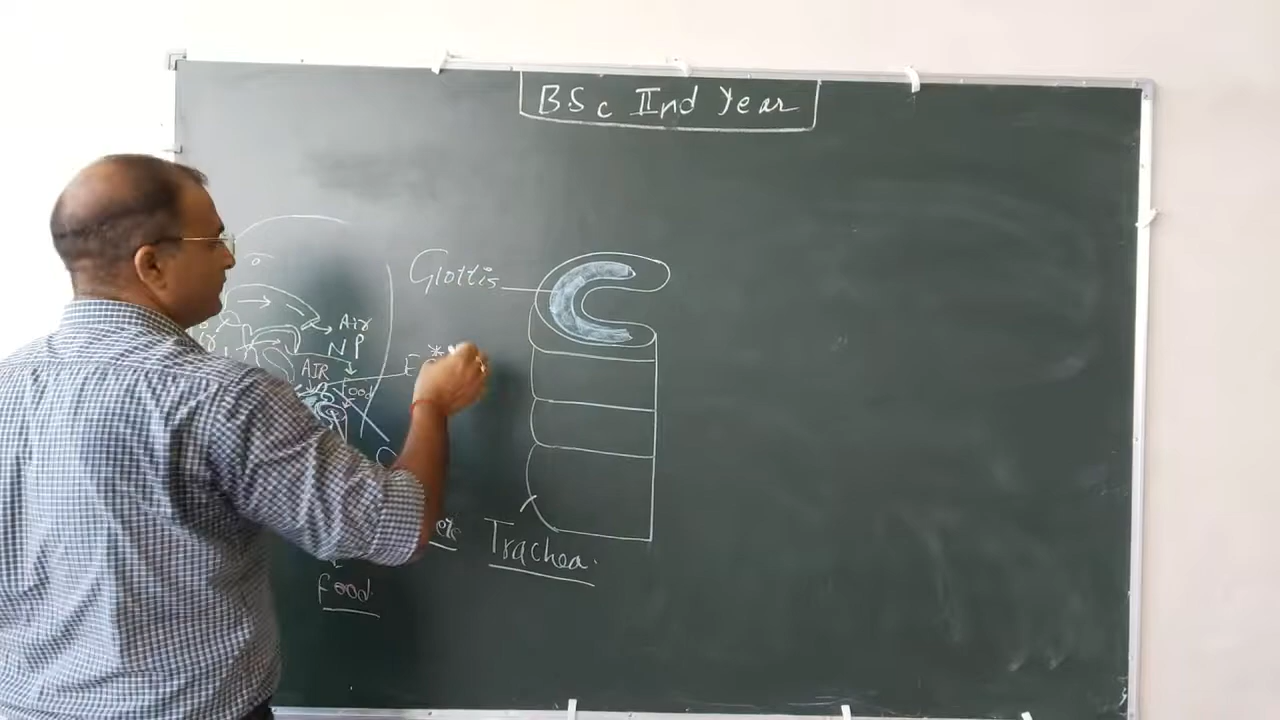 BSc IInd Year
Glottis
Air
NP
AIR
food
Trachea.
food.